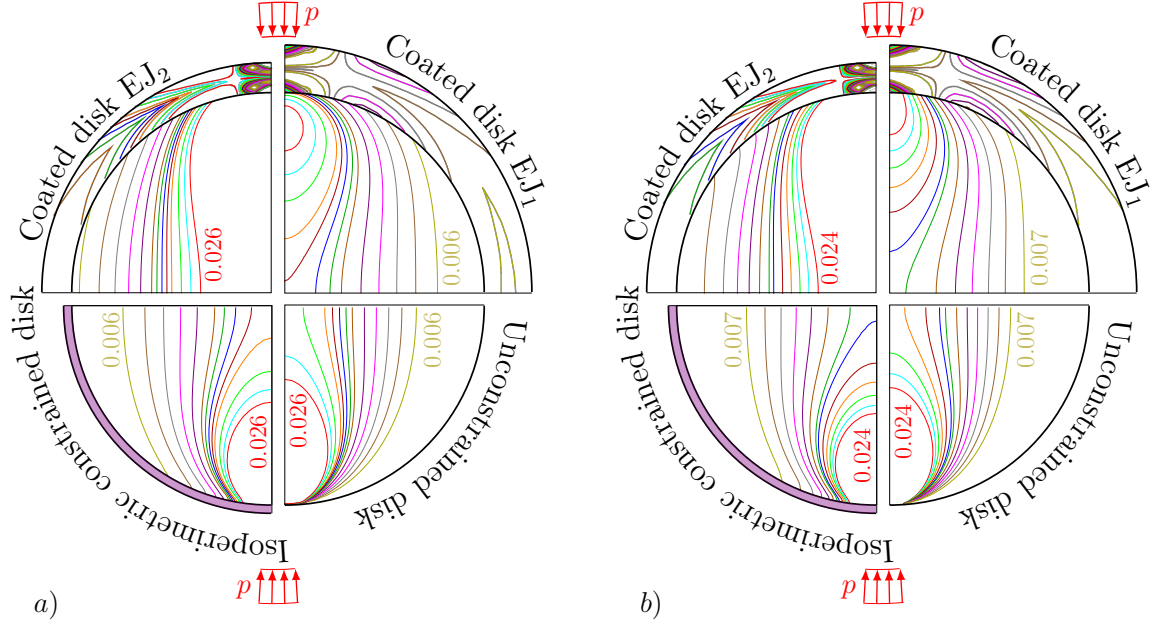 p
Coated disk EJ₂
Coated disk EJ₁
0.026
0.006
Isoperimetric constrained disk
0.006
0.026
0.026
0.006
Unconstrained disk
p
a)
p
Coated disk EJ₂
Coated disk EJ₁
0.024
0.007
Isoperimetric constrained disk
0.007
0.024
0.024
0.007
Unconstrained disk
p
b)